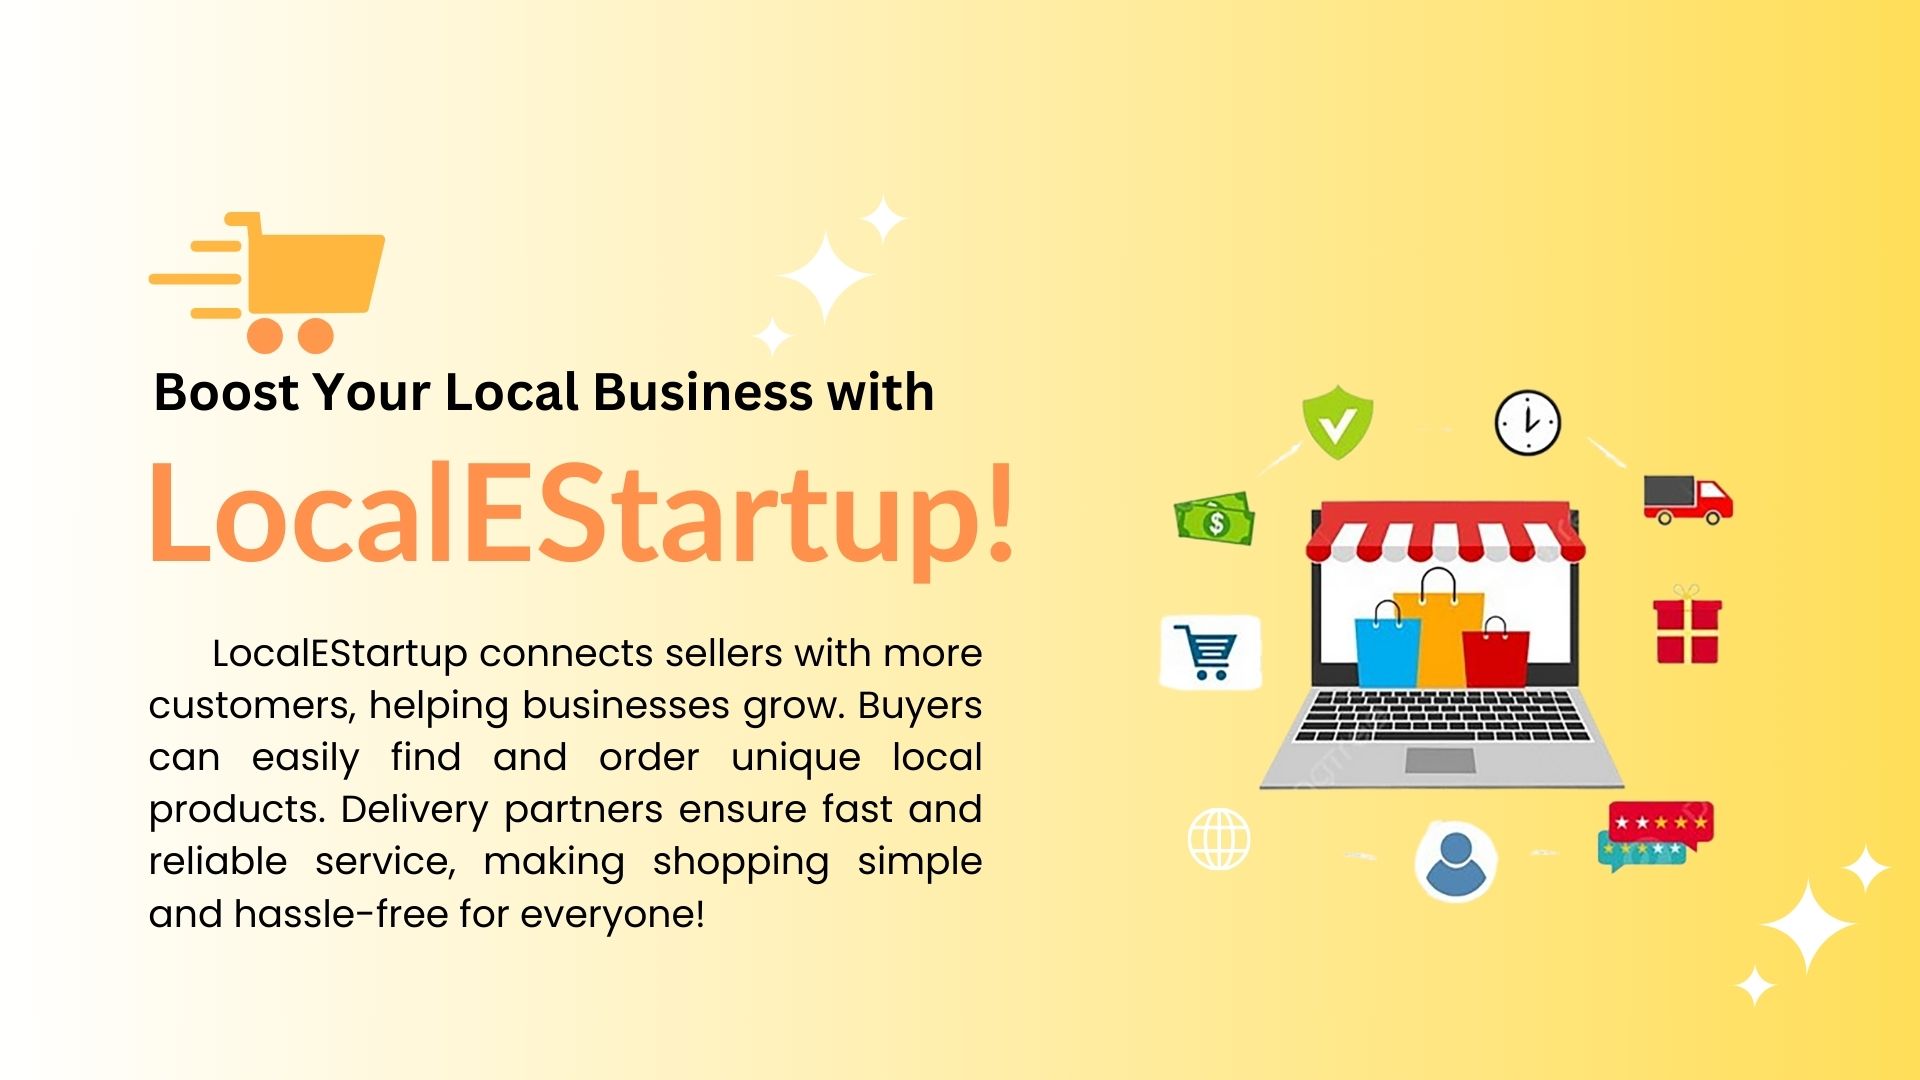 Boost Your Local Business with
LocalEStartup!
LocalEStartup connects sellers with more
customers, helping businesses grow. Buyers
can easily find and order unique local
products. Delivery partners ensure fast and
reliable service, making shopping simple
and hassle-free for everyone!
$